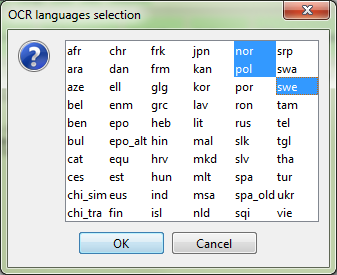 OCR languages selection
afr chr frk jpn nor srp
ara dan frm kan pol swa
aze ell glg kor por swe
bel enm grc lav ron tam
ben epo heb lit rus tel
bul epo_alt hin mal slk tgl
cat equ hrv mkd slv tha
ces est hun mlt spa tur
chi_sim eus ind msa spa_old ukr
chi_tra fin isl nld sqi vie
OK Cancel